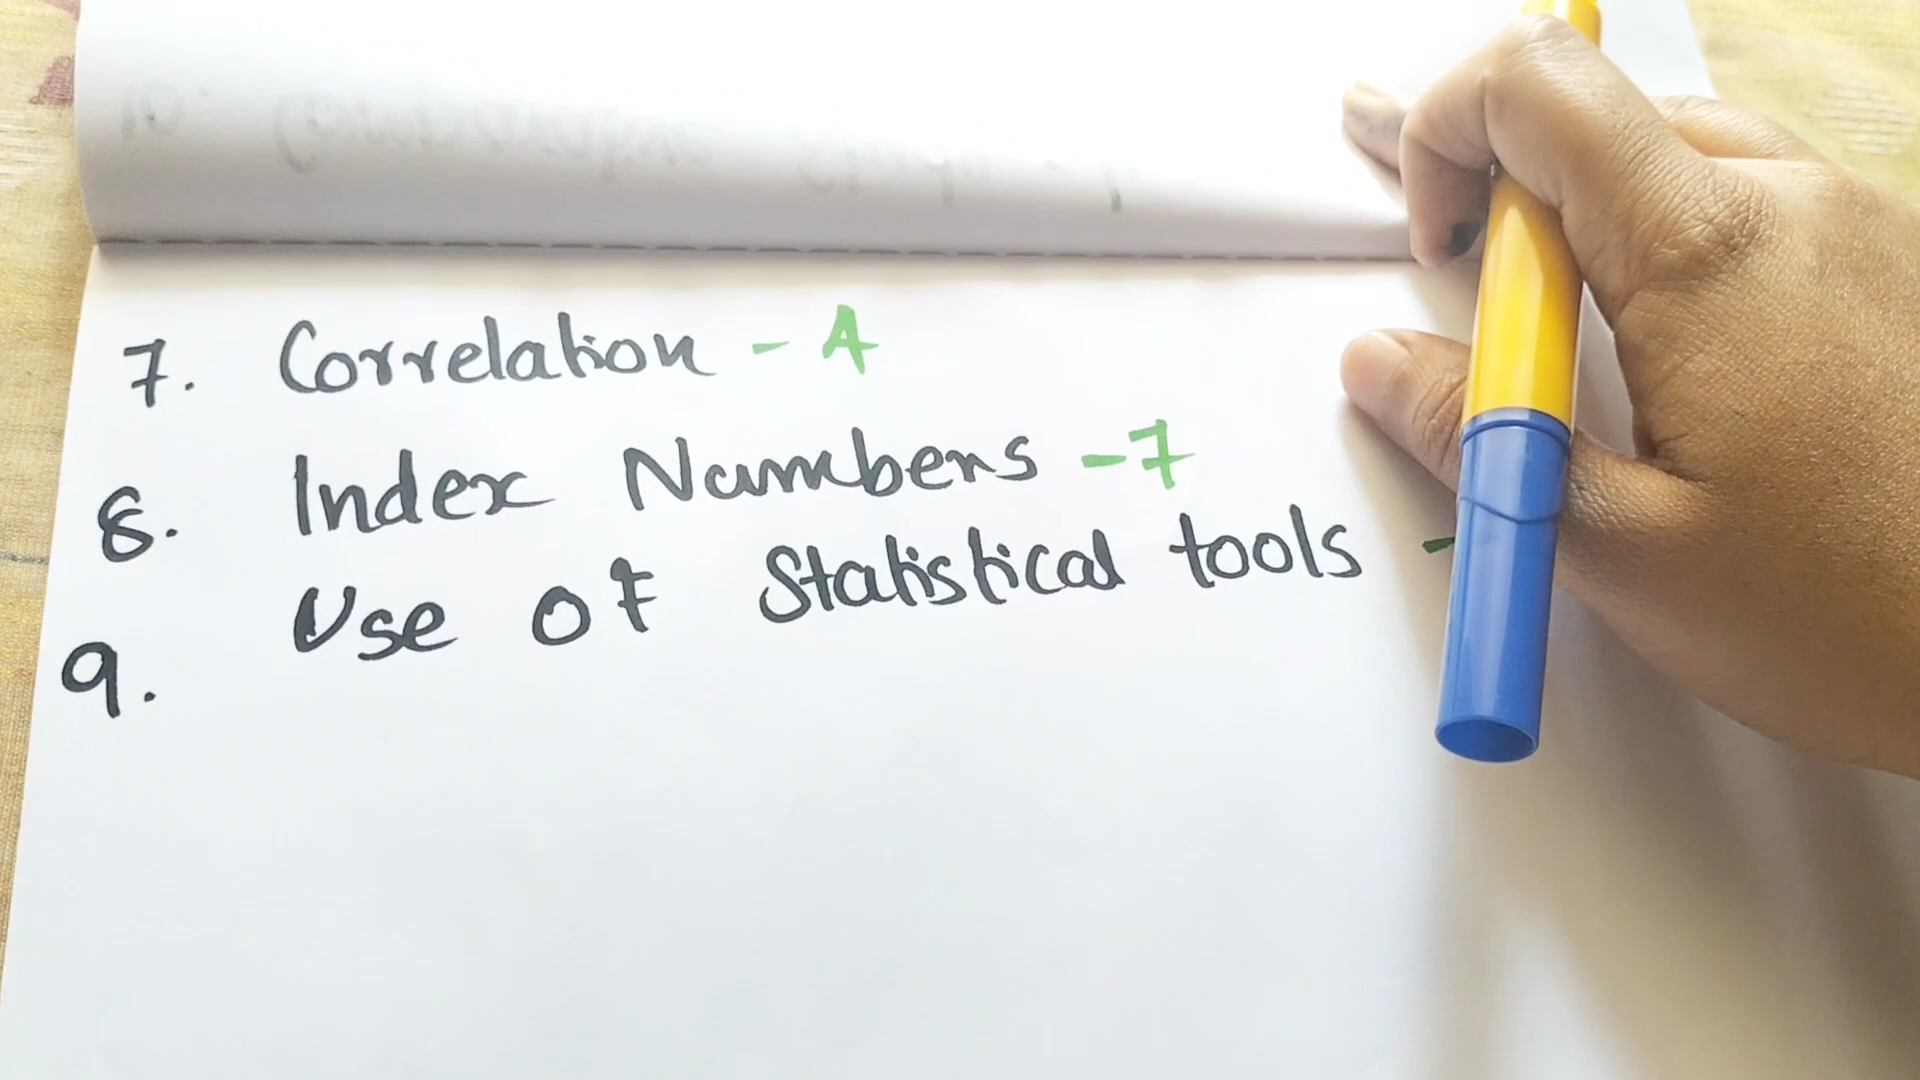 7. Correlation - 4
8. Index Numbers - 7
9. Use of Statistical tools -